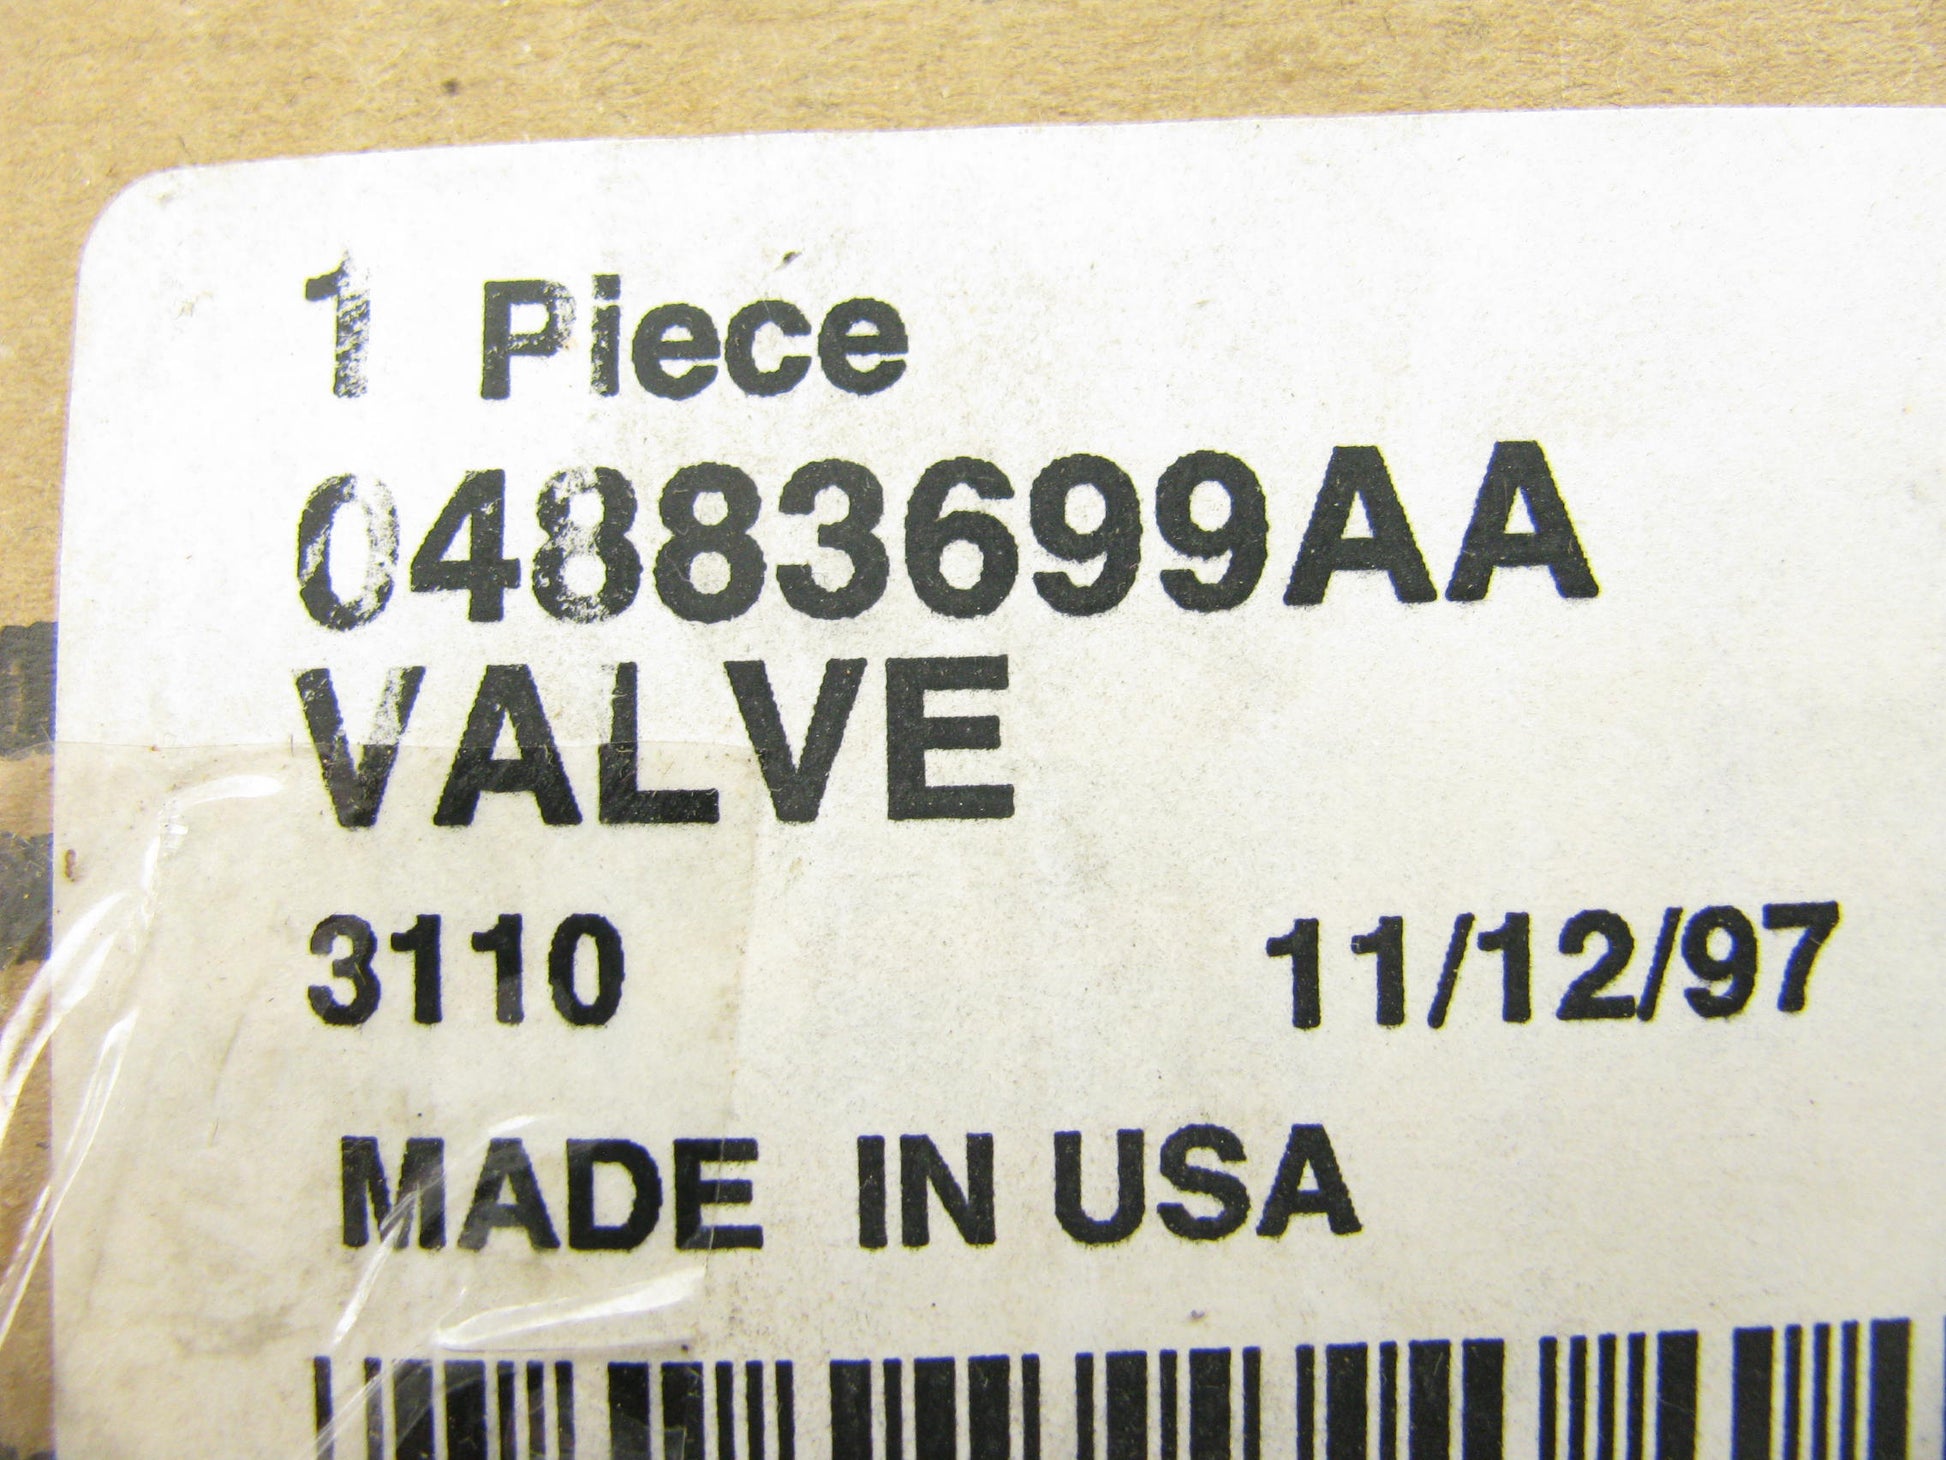 1 Piece
04883699AA
VALVE
3110 11/12/97
MADE IN USA